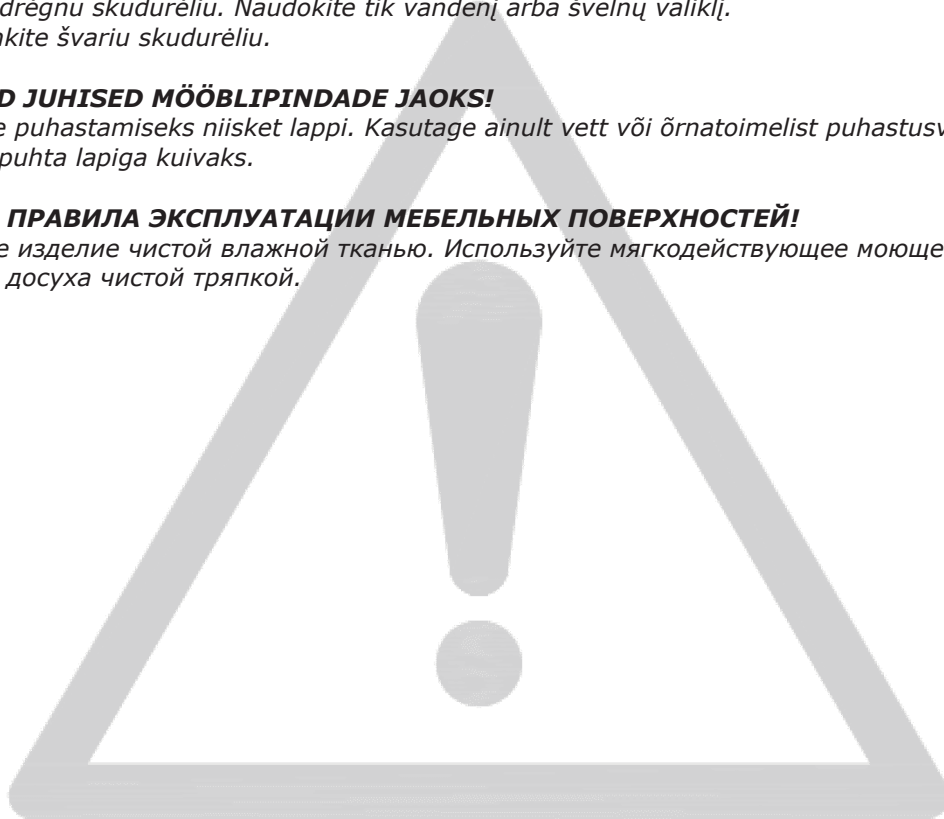 drėgnu skudurėliu. Naudokite tik vandenį arba švelnų valiklį.
kite švariu skudurėliu.
D JUHISED MÖÖBLIPINDADE JAOKS!
e puhastamiseks niisket lappi. Kasutage ainult vett või õrnatoimelist puhastusv
puhta lapiga kuivaks.
ПРАВИЛА ЭКСПЛУАТАЦИИ МЕБЕЛЬНЫХ ПОВЕРХНОСТЕЙ!
е изделие чистой влажной тканью. Используйте мягкодействующее моюще
досуха чистой тряпкой.